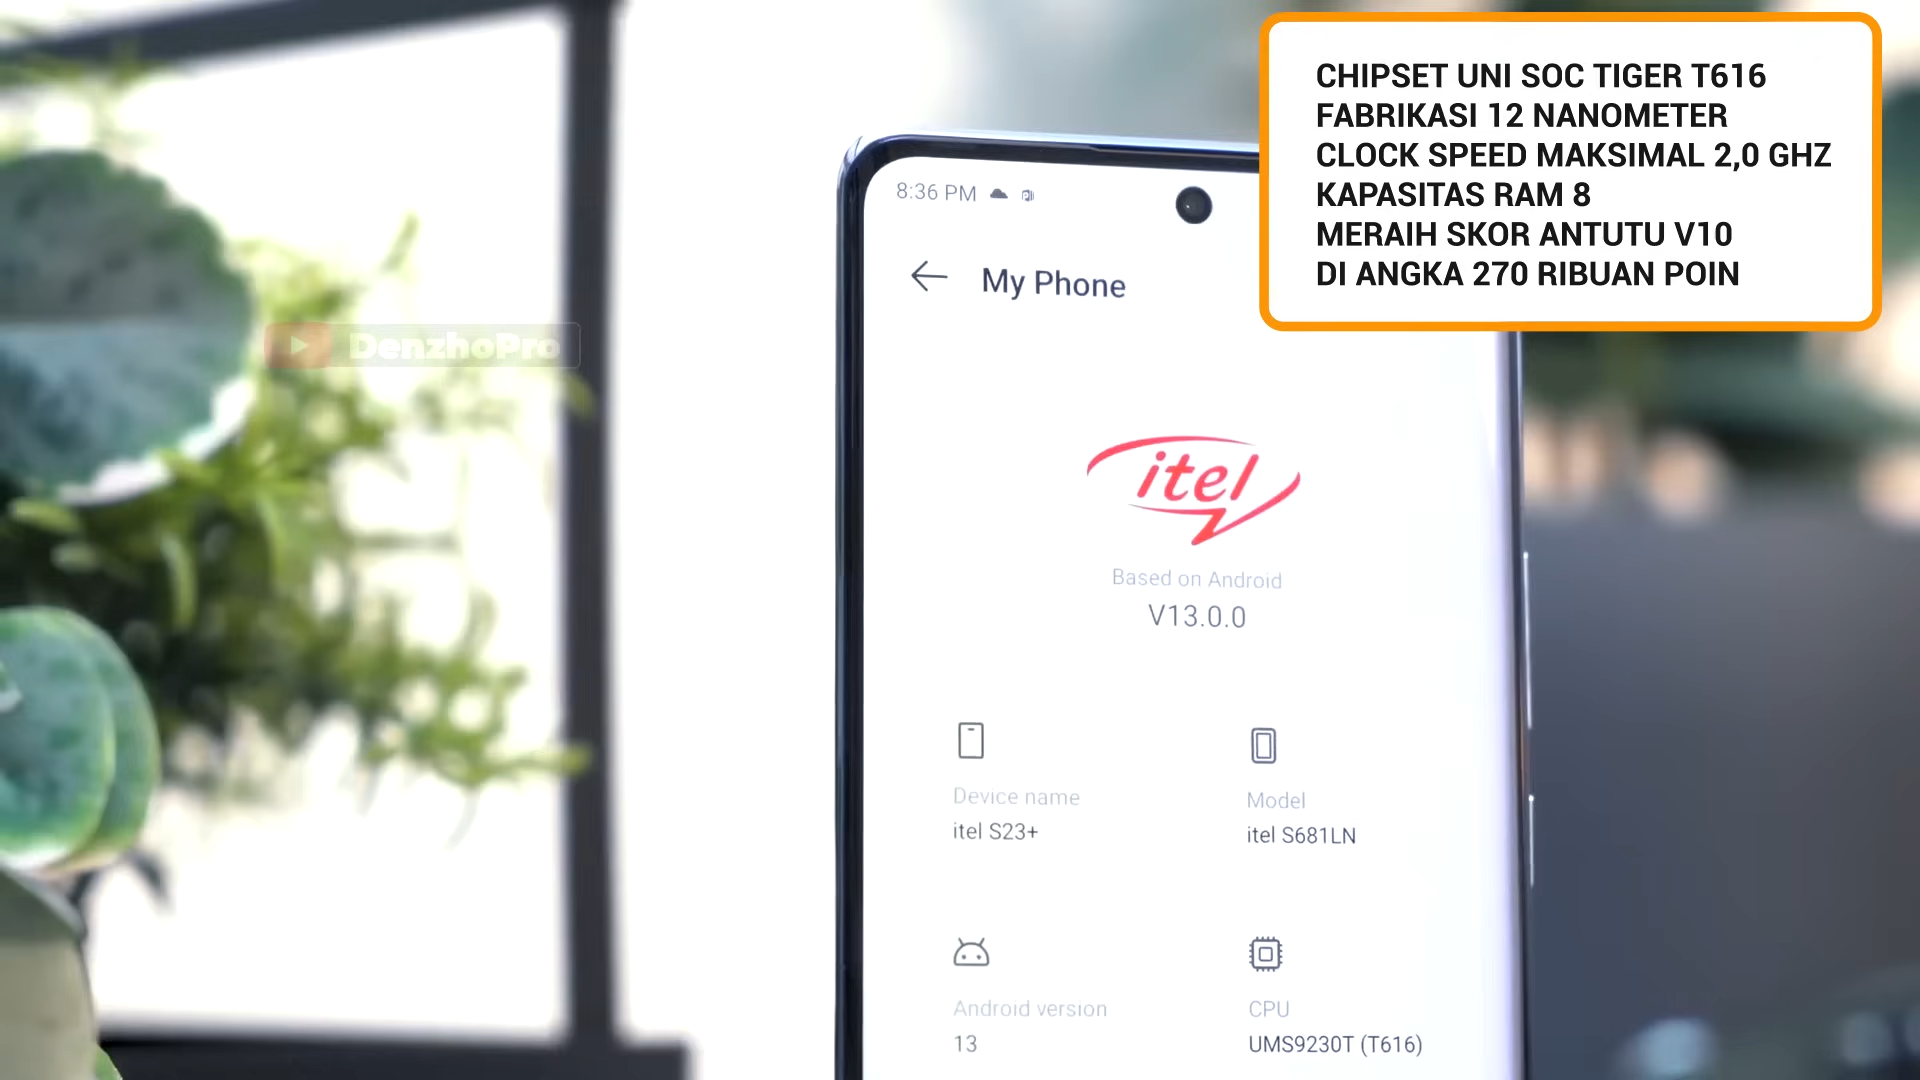 CHIPSET UNI SOC TIGER T616
FABRIKASI 12 NANOMETER
CLOCK SPEED MAKSIMAL 2,0 GHZ
KAPASITAS RAM 8
MERAIH SKOR ANTUTU V10
DI ANGKA 270 RIBUAN POIN
8:36 PM
My Phone
DenzhoPro
itel
Based on Android
V13.0.0
Device name
itel S23+
Model
itel S681LN
Android version
13
CPU
UMS9230T (T616)